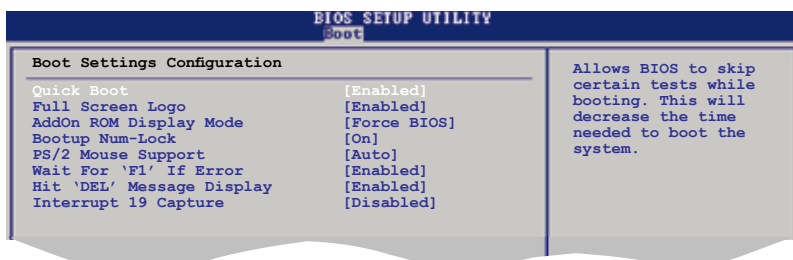 BIOS SETUP UTILITY
Boot
Boot Settings Configuration
Quick Boot [Enabled]
Full Screen Logo [Enabled]
AddOn ROM Display Mode [Force BIOS]
Bootup Num-Lock [On]
PS/2 Mouse Support [Auto]
Wait For ‘F1’ If Error [Enabled]
Hit ‘DEL’ Message Display [Enabled]
Interrupt 19 Capture [Disabled]
Allows BIOS to skip
certain tests while
booting. This will
decrease the time
needed to boot the
system.